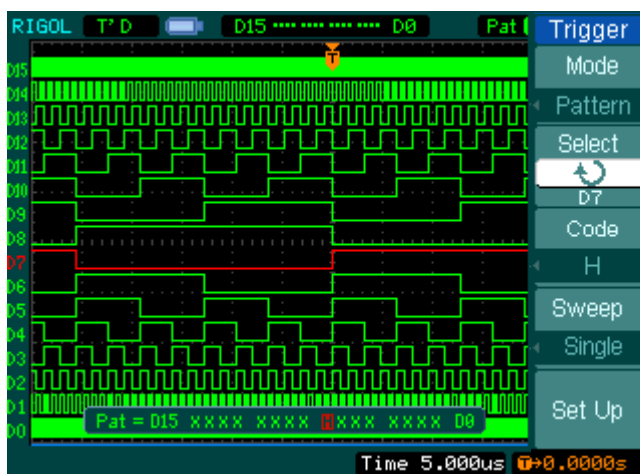 RIGOL T'D D15 ···· ···· ···· ···· D0 Pat
Trigger
Mode
Pattern
Select
D7
Code
H
Sweep
Single
Set Up
T
D15
D14
D13
D12
D11
D10
D9
D8
D7
D6
D5
D4
D3
D2
D1
D0
Pat = D15 XXXX XXXX HXXX XXXX D0
Time 5.000us T→0.0000s